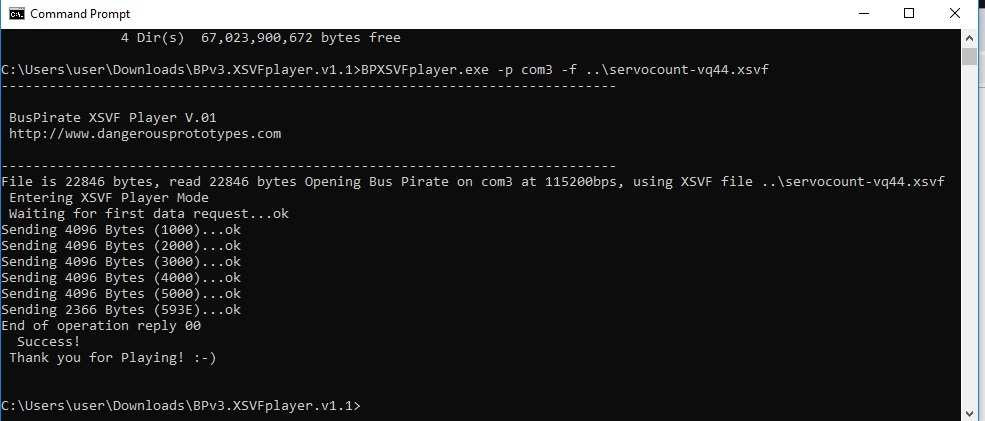 Command Prompt
4 Dir(s)  67,023,900,672 bytes free
C:\Users\user\Downloads\BPv3.XSVFplayer.v1.1>BPXSVFplayer.exe -p com3 -f ..\servocount-vq44.xsvf
-----------------------------------------------------------------------------
BusPirate XSVF Player V.01
http://www.dangerousprototypes.com
-----------------------------------------------------------------------------
File is 22846 bytes, read 22846 bytes Opening Bus Pirate on com3 at 115200bps, using XSVF file ..\servocount-vq44.xsvf
Entering XSVF Player Mode
Waiting for first data request...ok
Sending 4096 Bytes (1000)...ok
Sending 4096 Bytes (2000)...ok
Sending 4096 Bytes (3000)...ok
Sending 4096 Bytes (4000)...ok
Sending 4096 Bytes (5000)...ok
Sending 2366 Bytes (593E)...ok
End of operation reply 00
Success!
Thank you for Playing! :-)
C:\Users\user\Downloads\BPv3.XSVFplayer.v1.1>